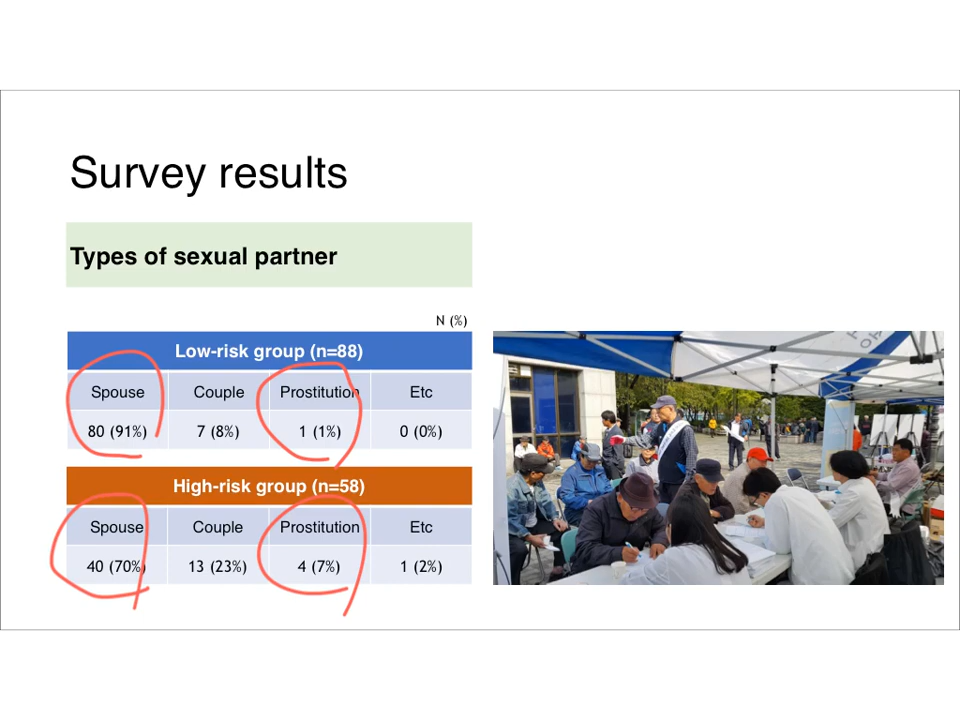 Survey results
Types of sexual partner
N (%)
Low-risk group (n=88)
Spouse Couple Prostitution Etc
80 (91%) 7 (8%) 1 (1%) 0 (0%)
High-risk group (n=58)
Spouse Couple Prostitution Etc
40 (70%) 13 (23%) 4 (7%) 1 (2%)